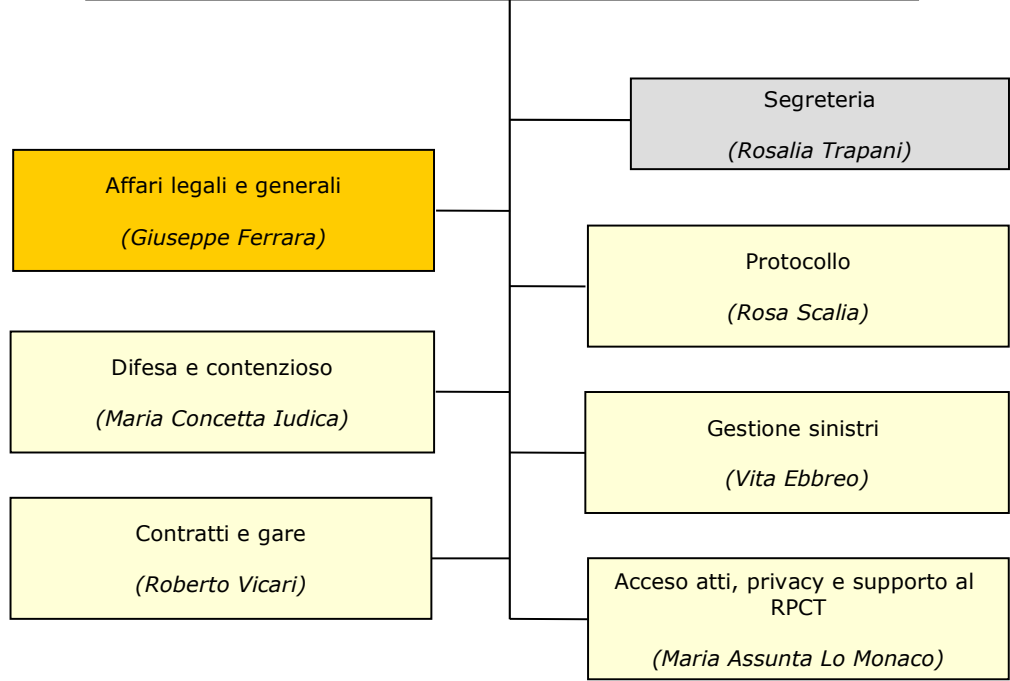 Segreteria
(Rosalia Trapani)
Affari legali e generali
(Giuseppe Ferrara)
Protocollo
(Rosa Scalia)
Difesa e contenzioso
(Maria Concetta Iudica)
Gestione sinistri
(Vita Ebbreo)
Contratti e gare
(Roberto Vicari)
Acceso atti, privacy e supporto al
RPCT
(Maria Assunta Lo Monaco)